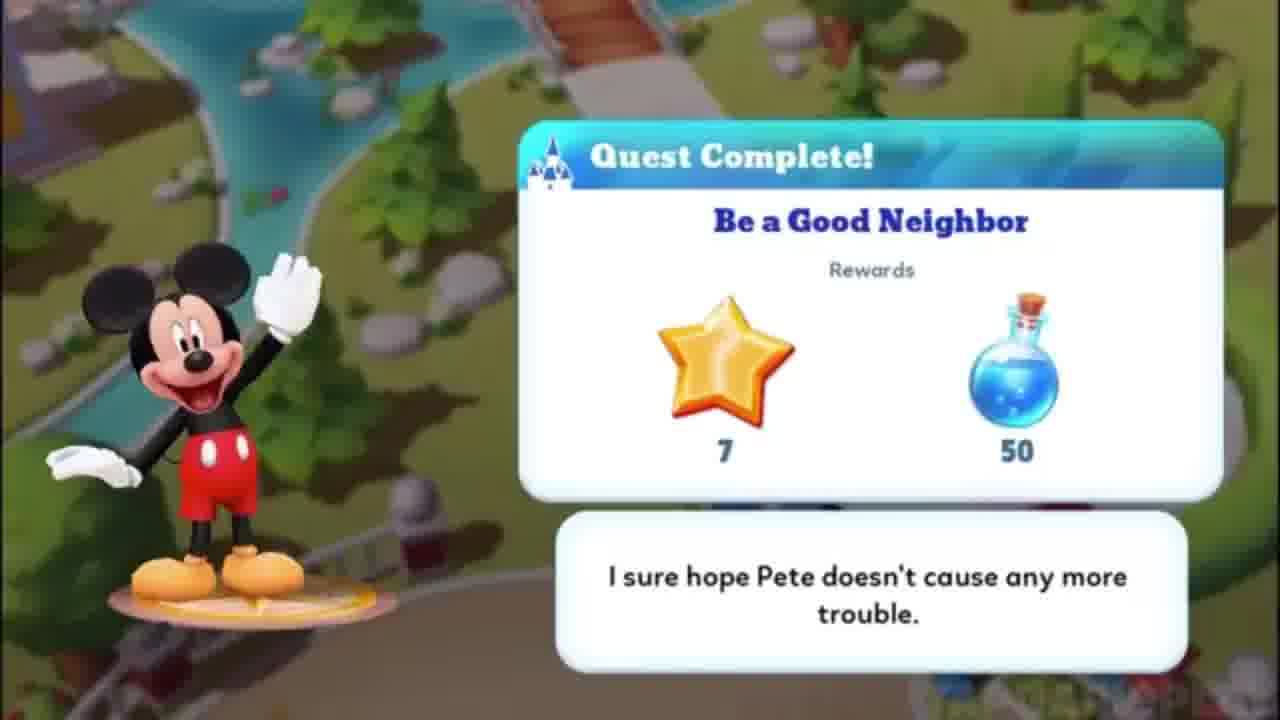 Quest Complete!
Be a Good Neighbor
Rewards
7
50
I sure hope Pete doesn't cause any more
trouble.